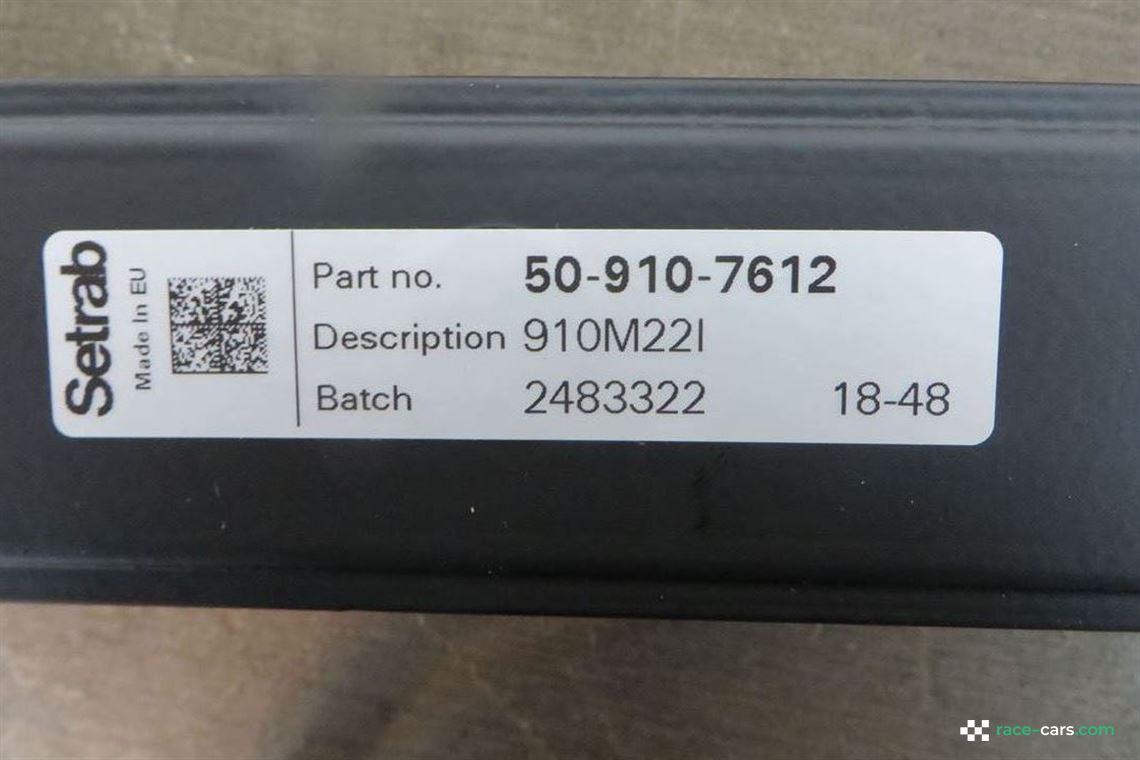 Setrab
Made In EU
Part no. 50-910-7612
Description 910M22I
Batch 2483322 18-48
race-cars.com